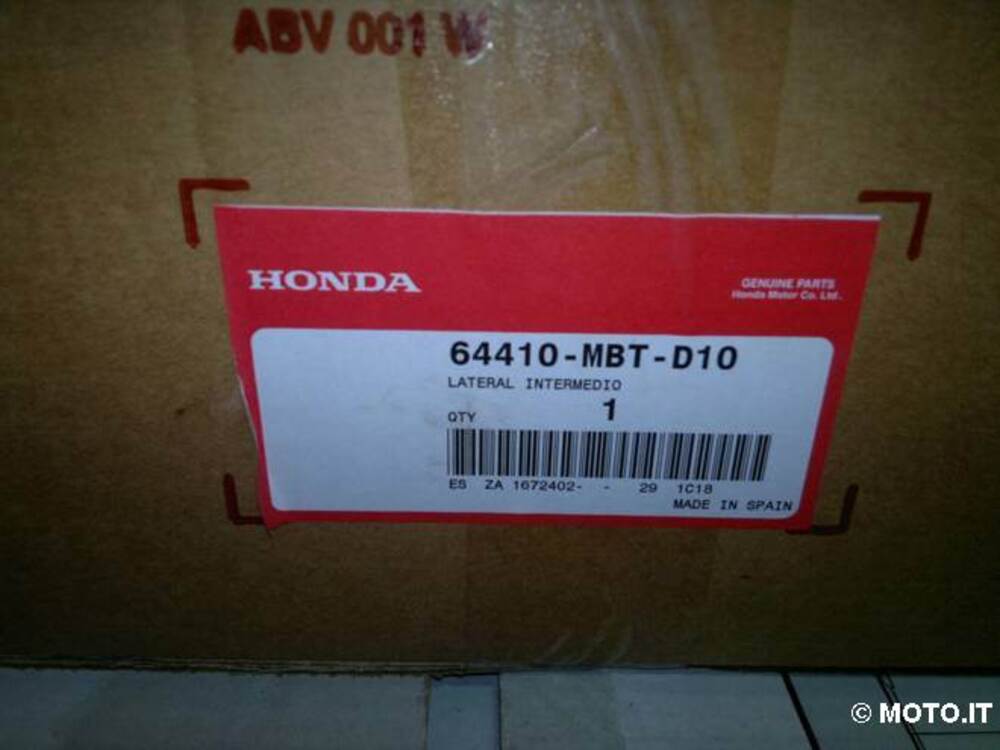 ABV 001 W
HONDA
GENUINE PARTS
Honda Motor Co. Ltd.
64410-MBT-D10
LATERAL INTERMEDIO
QTY 1
ES ZA 1672402- - 29 1C18
MADE IN SPAIN
© MOTO.IT